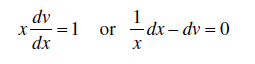 x dv/dx = 1 or 1/x dx – dv = 0